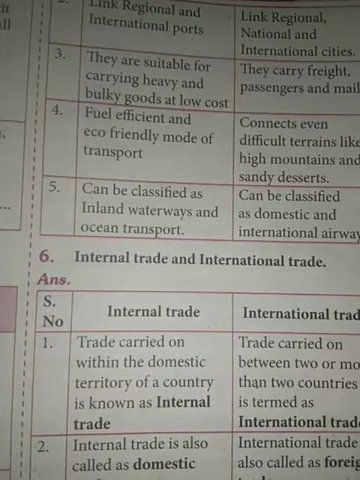 it
all
2.
Link Regional and
International ports
Link Regional,
National and
International cities.
3.
They are suitable for
carrying heavy and
bulky goods at low cost
They carry freight,
passengers and mail
4.
Fuel efficient and
eco friendly mode of
transport
Connects even
difficult terrains like
high mountains and
sandy desserts.
5.
Can be classified as
Inland waterways and
ocean transport.
Can be classified
as domestic and
international airway
6. Internal trade and International trade.
Ans.
S.
No
Internal trade
International trad
1.
Trade carried on
within the domestic
territory of a country
is known as Internal
trade
Trade carried on
between two or mo
than two countries
is termed as
International trad
2.
Internal trade is also
called as domestic
International trade
also called as foreig